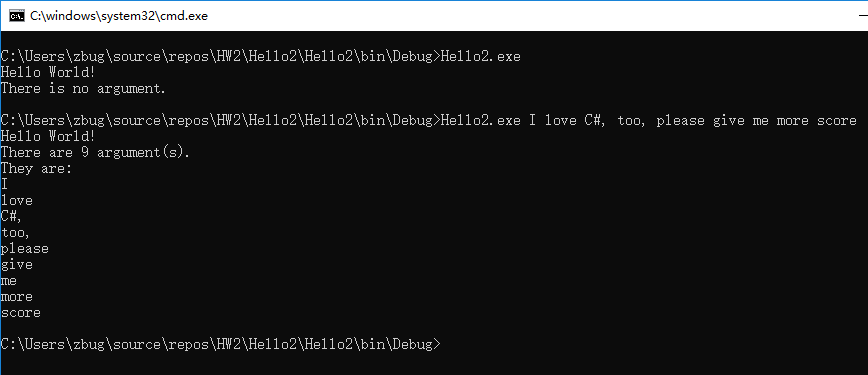 C:\windows\system32\cmd.exe
C:\Users\zbug\source\repos\HW2\Hello2\Hello2\bin\Debug>Hello2.exe
Hello World!
There is no argument.
C:\Users\zbug\source\repos\HW2\Hello2\Hello2\bin\Debug>Hello2.exe I love C#, too, please give me more score
Hello World!
There are 9 argument(s).
They are:
I
love
C#,
too,
please
give
me
more
score
C:\Users\zbug\source\repos\HW2\Hello2\Hello2\bin\Debug>